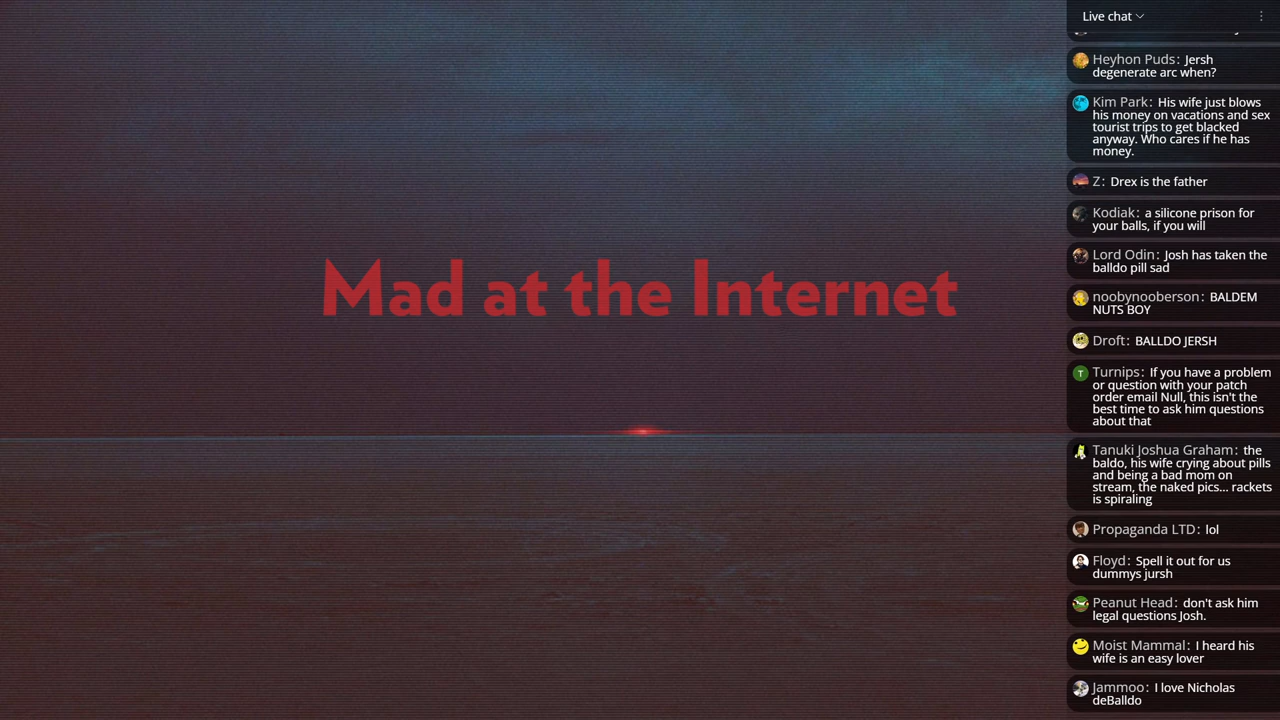 Live chat
Heyhon Puds: Jersh
degenerate arc when?
Kim Park: His wife just blows
his money on vacations and sex
tourist trips to get blacked
anyway. Who cares if he has
money.
Z: Drex is the father
Kodiak: a silicone prison for
your balls, if you will
Lord Odin: Josh has taken the
balldo pill sad
Mad at the Internet
noobynooberson: BALDEM
NUTS BOY
Droft: BALLDO JERSH
Turnips: If you have a problem
or question with your patch
order email Null, this isn't the
best time to ask him questions
about that
T
Tanuki Joshua Graham: the
baldo, his wife crying about pills
and being a bad mom on
stream, the naked pics... rackets
is spiraling
Propaganda LTD: lol
Floyd: Spell it out for us
dummys jursh
Peanut Head: don't ask him
legal questions Josh.
Moist Mammal: I heard his
wife is an easy lover
Jammoo: I love Nicholas
deBalldo